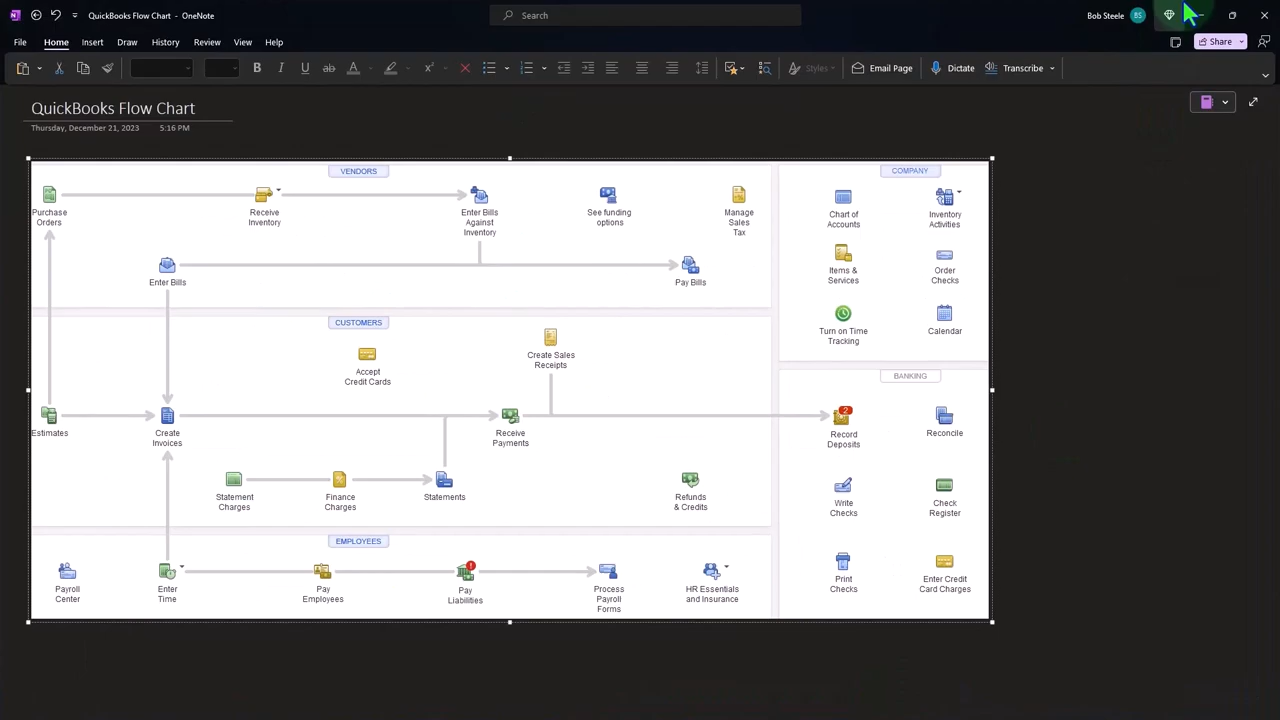 QuickBooks Flow Chart - OneNote
Search
Bob Steele
BS
File
Home
Insert
Draw
History
Review
View
Help
Share
B
I
U
ab
A
Styles
Email Page
Dictate
Transcribe
QuickBooks Flow Chart
Thursday, December 21, 2023
5:16 PM
VENDORS
Purchase
Orders
Receive
Inventory
Enter Bills
Against
Inventory
See funding
options
Manage
Sales
Tax
Enter Bills
Pay Bills
CUSTOMERS
Accept
Credit Cards
Create Sales
Receipts
Estimates
Create
Invoices
Receive
Payments
Statement
Charges
Finance
Charges
Statements
Refunds
& Credits
EMPLOYEES
Payroll
Center
Enter
Time
Pay
Employees
Pay
Liabilities
Process
Payroll
Forms
HR Essentials
and Insurance
COMPANY
Chart of
Accounts
Inventory
Activities
Items &
Services
Order
Checks
Turn on Time
Tracking
Calendar
BANKING
2
Record
Deposits
Reconcile
Write
Checks
Check
Register
Print
Checks
Enter Credit
Card Charges